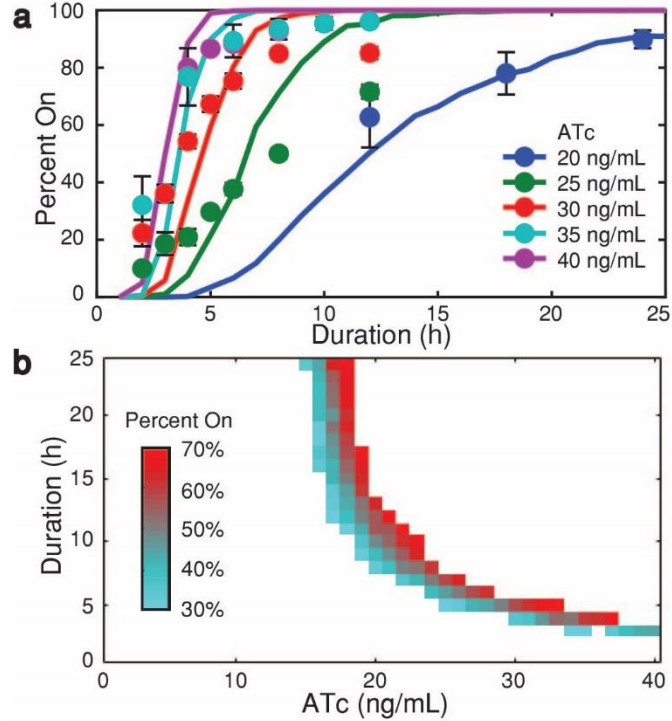 a
100
80
60
40
20
0
Percent On
ATc
20 ng/mL
25 ng/mL
30 ng/mL
35 ng/mL
40 ng/mL
0 5 10 15 20 25
Duration (h)
b
25
20
15
10
5
0
Duration (h)
Percent On
70%
60%
50%
40%
30%
0 10 20 30 40
ATc (ng/mL)